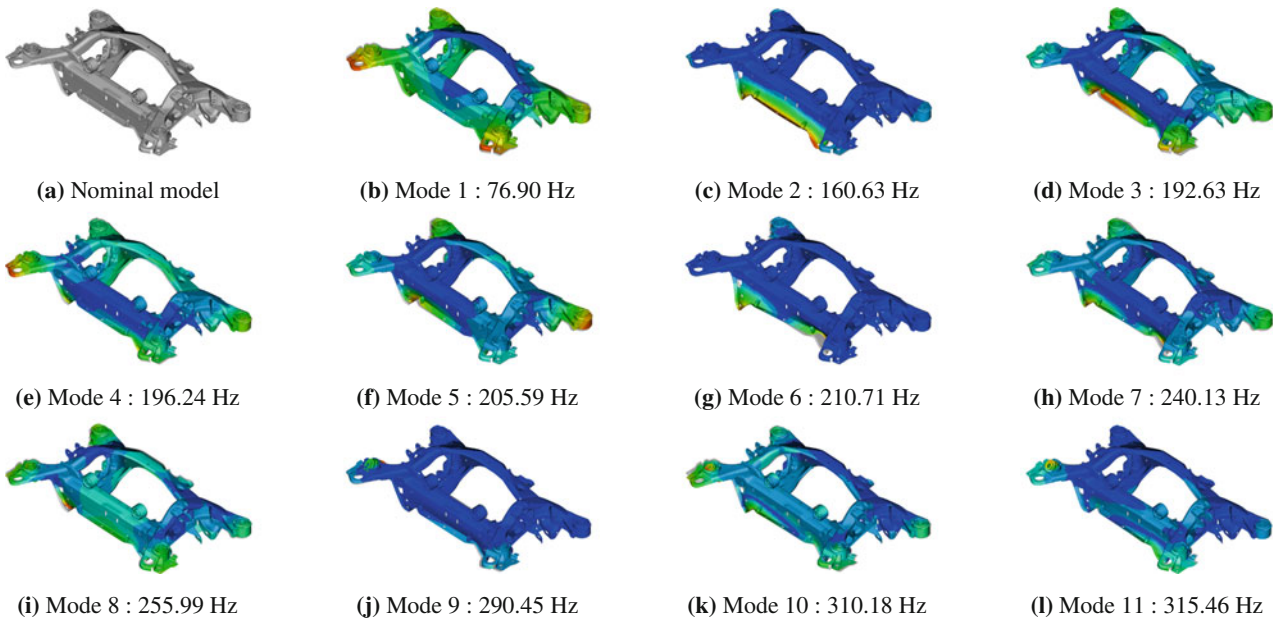 (a) Nominal model
(b) Mode 1 : 76.90 Hz
(c) Mode 2 : 160.63 Hz
(d) Mode 3 : 192.63 Hz
(e) Mode 4 : 196.24 Hz
(f) Mode 5 : 205.59 Hz
(g) Mode 6 : 210.71 Hz
(h) Mode 7 : 240.13 Hz
(i) Mode 8 : 255.99 Hz
(j) Mode 9 : 290.45 Hz
(k) Mode 10 : 310.18 Hz
(l) Mode 11 : 315.46 Hz